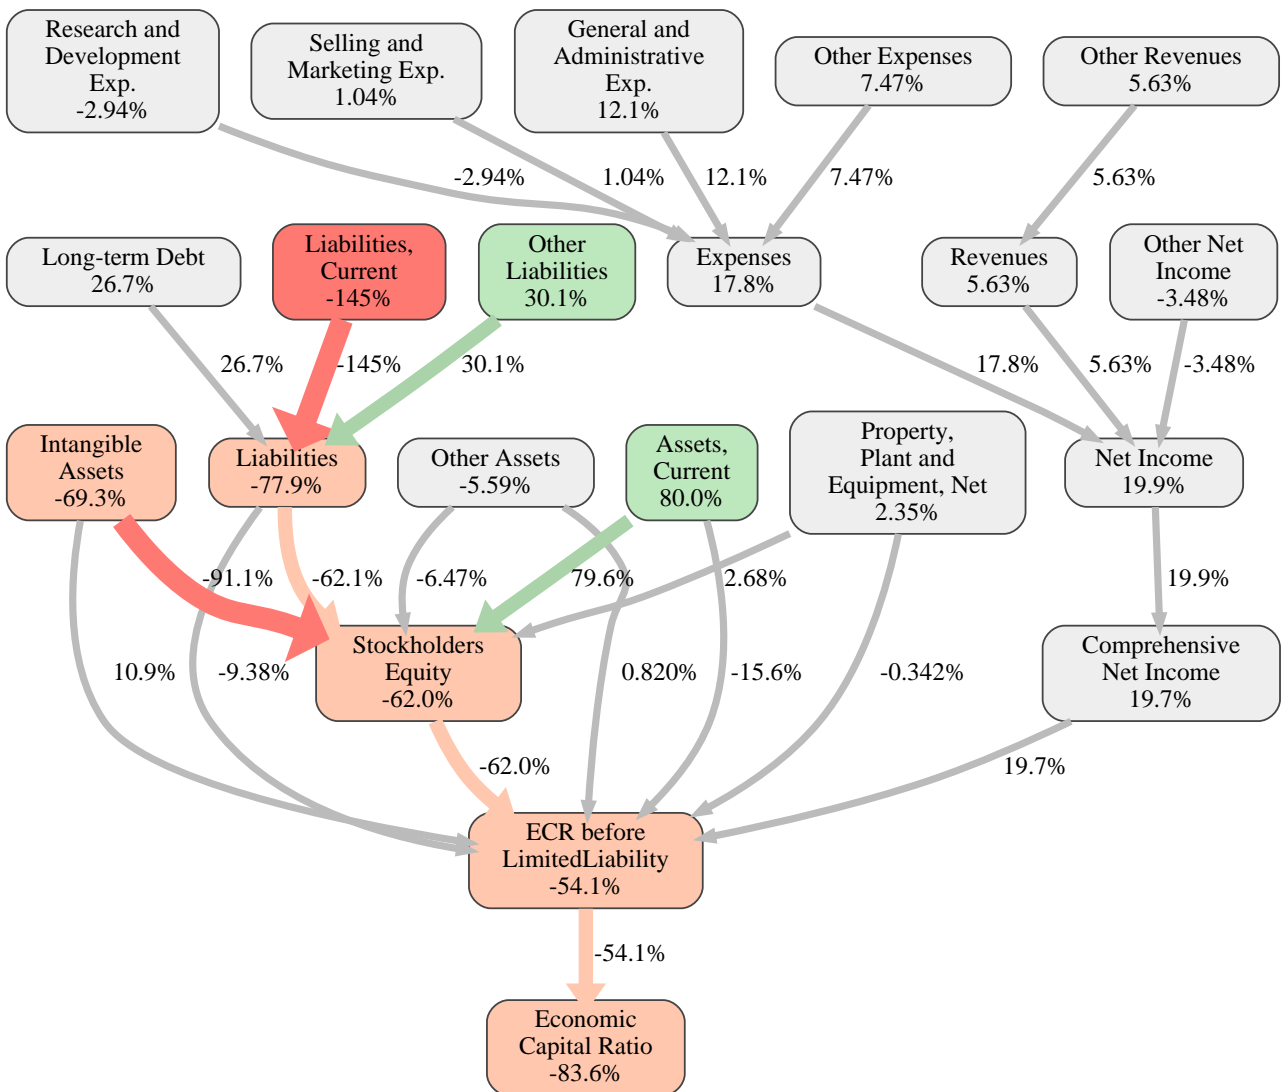 Research and
Development
Exp.
-2.94%
Selling and
Marketing Exp.
1.04%
General and
Administrative
Exp.
12.1%
Other Expenses
7.47%
Other Revenues
5.63%
-2.94%
1.04%
12.1%
7.47%
5.63%
Long-term Debt
26.7%
Liabilities,
Current
-145%
Other
Liabilities
30.1%
Expenses
17.8%
Revenues
5.63%
Other Net
Income
-3.48%
26.7%
-145%
30.1%
17.8%
5.63%
-3.48%
Intangible
Assets
-69.3%
Liabilities
-77.9%
Other Assets
-5.59%
Assets,
Current
80.0%
Property,
Plant and
Equipment, Net
2.35%
Net Income
19.9%
-91.1%
-62.1%
-6.47%
79.6%
2.68%
19.9%
Stockholders
Equity
-62.0%
Comprehensive
Net Income
19.7%
10.9%
-9.38%
0.820%
-15.6%
-0.342%
-62.0%
19.7%
ECR before
LimitedLiability
-54.1%
-54.1%
Economic
Capital Ratio
-83.6%